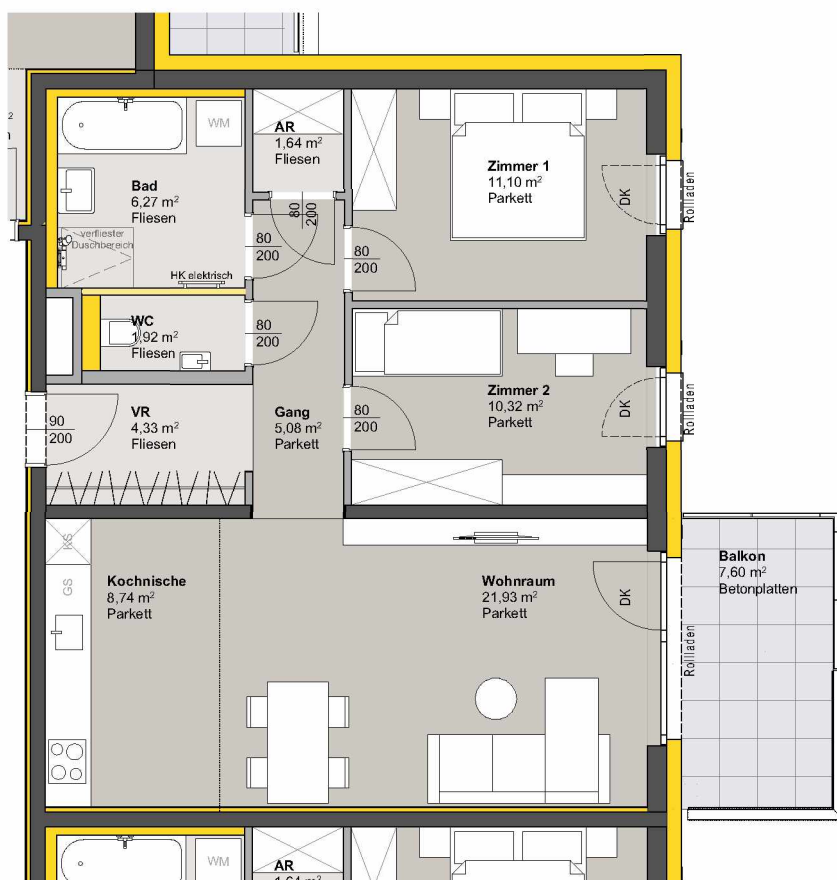 WM
AR
1,64 m²
Fliesen
Bad
6,27 m²
Fliesen
verfliester
Duschbereich
HK elektrisch
80
200
80
200
80
200
Zimmer 1
11,10 m²
Parkett
DK
Rollladen
WC
1,92 m²
Fliesen
80
200
VR
4,33 m²
Fliesen
90
200
Gang
5,08 m²
Parkett
80
200
Zimmer 2
10,32 m²
Parkett
DK
Rollladen
KS
GS
Kochnische
8,74 m²
Parkett
Wohnraum
21,93 m²
Parkett
DK
Rollladen
Balkon
7,60 m²
Betonplatten
WM
AR
1,64 m²